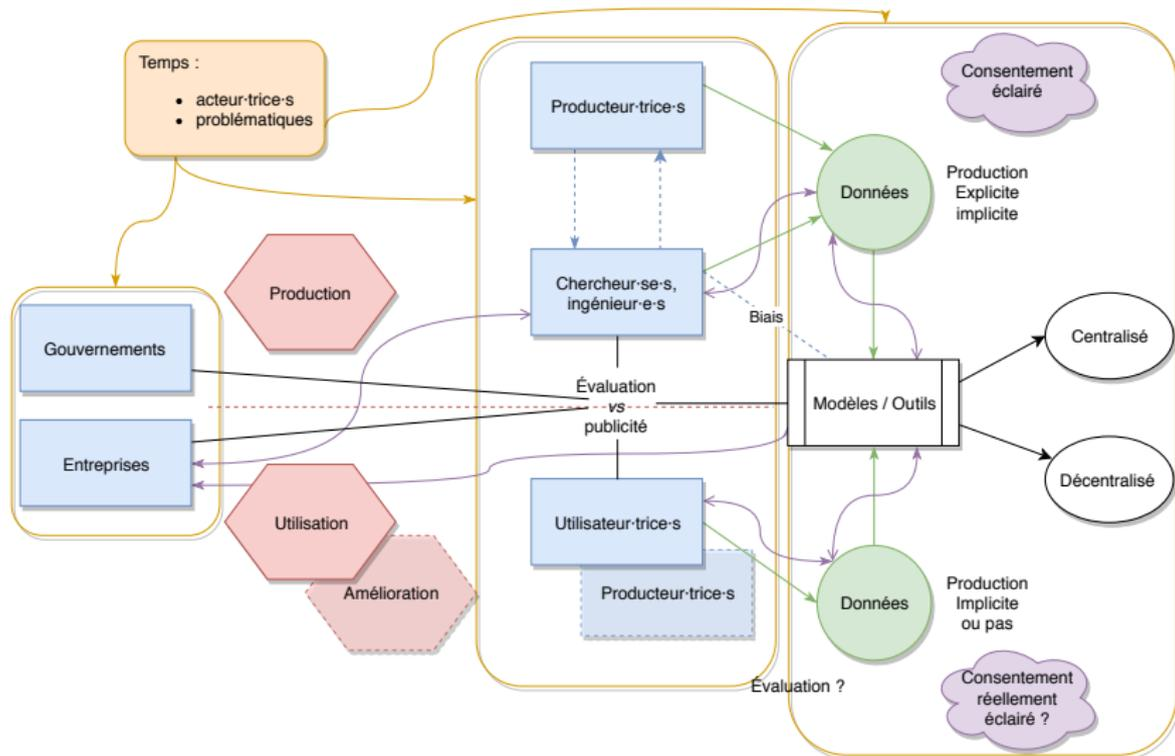 Temps :
• acteur·trice·s
• problématiques
Producteur·trice·s
Consentement
éclairé
Données
Production
Explicite
implicite
Production
Chercheur·se·s,
ingénieur·e·s
Biais
Gouvernements
Centralisé
Évaluation
vs
publicité
Modèles / Outils
Entreprises
Décentralisé
Utilisation
Utilisateur·trice·s
Amélioration
Producteur·trice·s
Données
Production
Implicite
ou pas
Évaluation ?
Consentement
réellement
éclairé ?